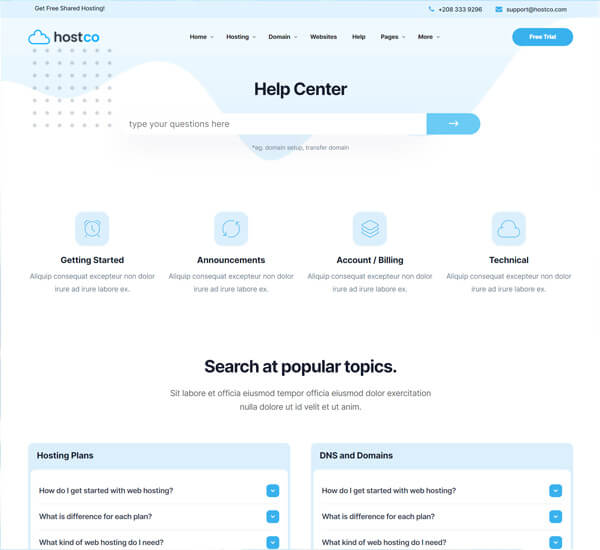 Get Free Shared Hosting!
+208 333 9296
support@hostco.com
hostco
Home
Hosting
Domain
Websites
Help
Pages
More
Free Trial
Help Center
type your questions here
*eg. domain setup, transfer domain
Getting Started
Aliquip consequat excepteur non dolor
irure ad irure labore ex.
Announcements
Aliquip consequat excepteur non dolor
irure ad irure labore ex.
Account / Billing
Aliquip consequat excepteur non dolor
irure ad irure labore ex.
Technical
Aliquip consequat excepteur non dolor
irure ad irure labore ex.
Search at popular topics.
Sit labore et officia eiusmod tempor officia eiusmod dolor exercitation
nulla dolore ut id velit et ut anim.
Hosting Plans
How do I get started with web hosting?
What is difference for each plan?
What kind of web hosting do I need?
DNS and Domains
How do I get started with web hosting?
What is difference for each plan?
What kind of web hosting do I need?